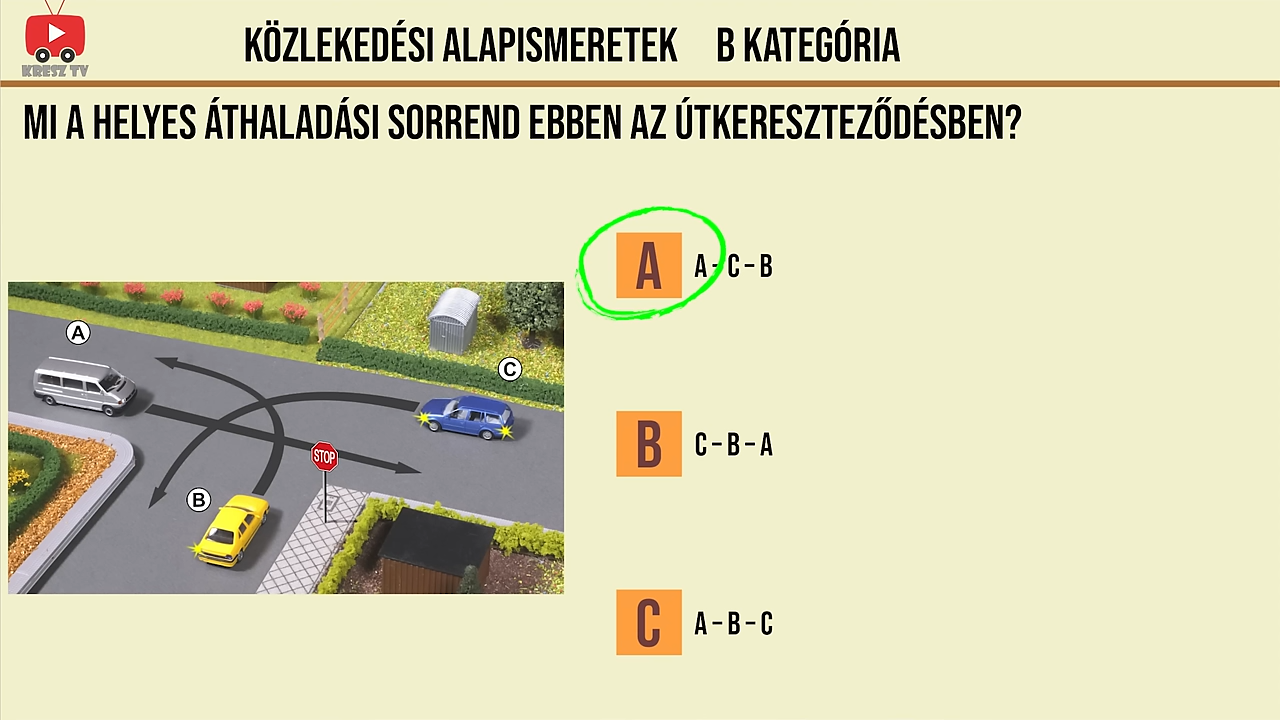 KRESZ TV
KÖZLEKEDÉSI ALAPISMERETEK B KATEGÓRIA
MI A HELYES ÁTHALADÁSI SORREND EBBEN AZ ÚTKERESZTEZŐDÉSBEN?
A A-C-B
B C-B-A
C A-B-C
A
C
STOP
B